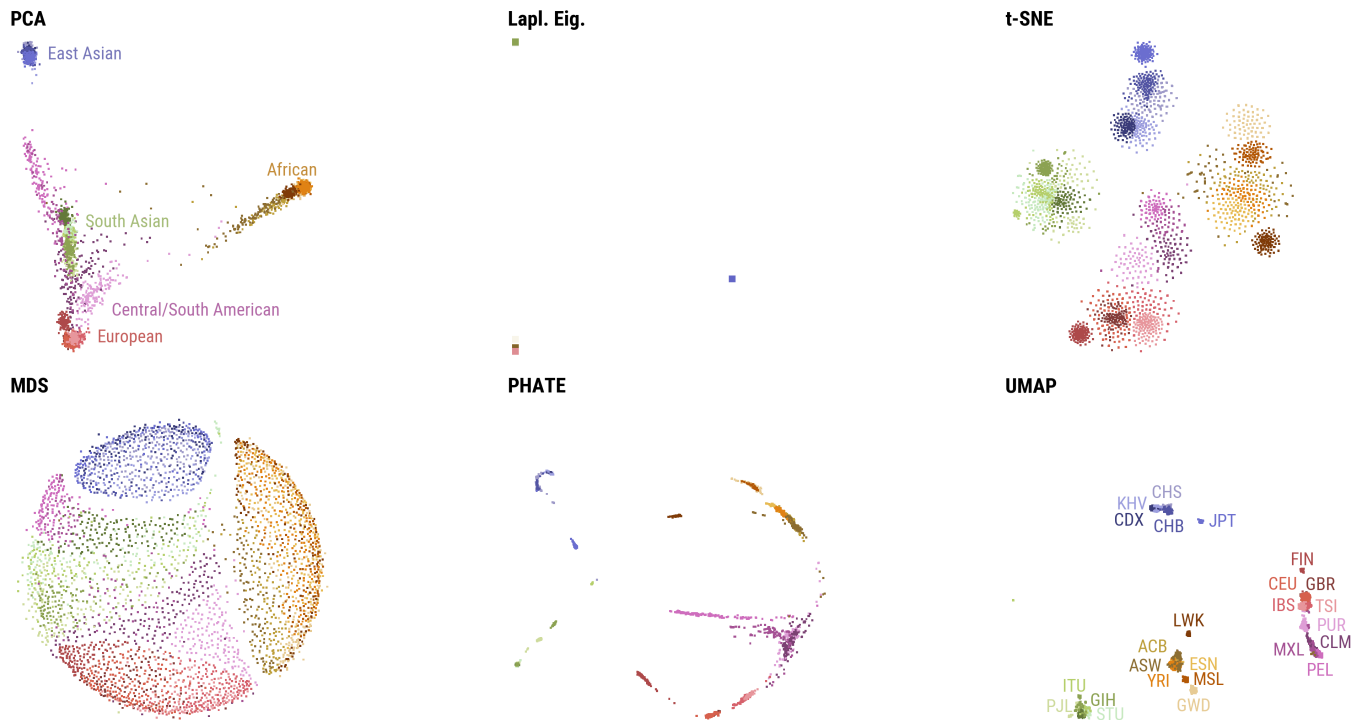 PCA
Lapl. Eig.
t-SNE
East Asian
African
South Asian
Central/South American
European
MDS
PHATE
UMAP
CHS
KHV
CDX
CHB
JPT
FIN
CEU
GBR
IBS
TSI
PUR
CLM
MXL
PEL
LWK
ACB
ASW
ESN
YRI
MSL
GWD
ITU
GIH
PJL
STU